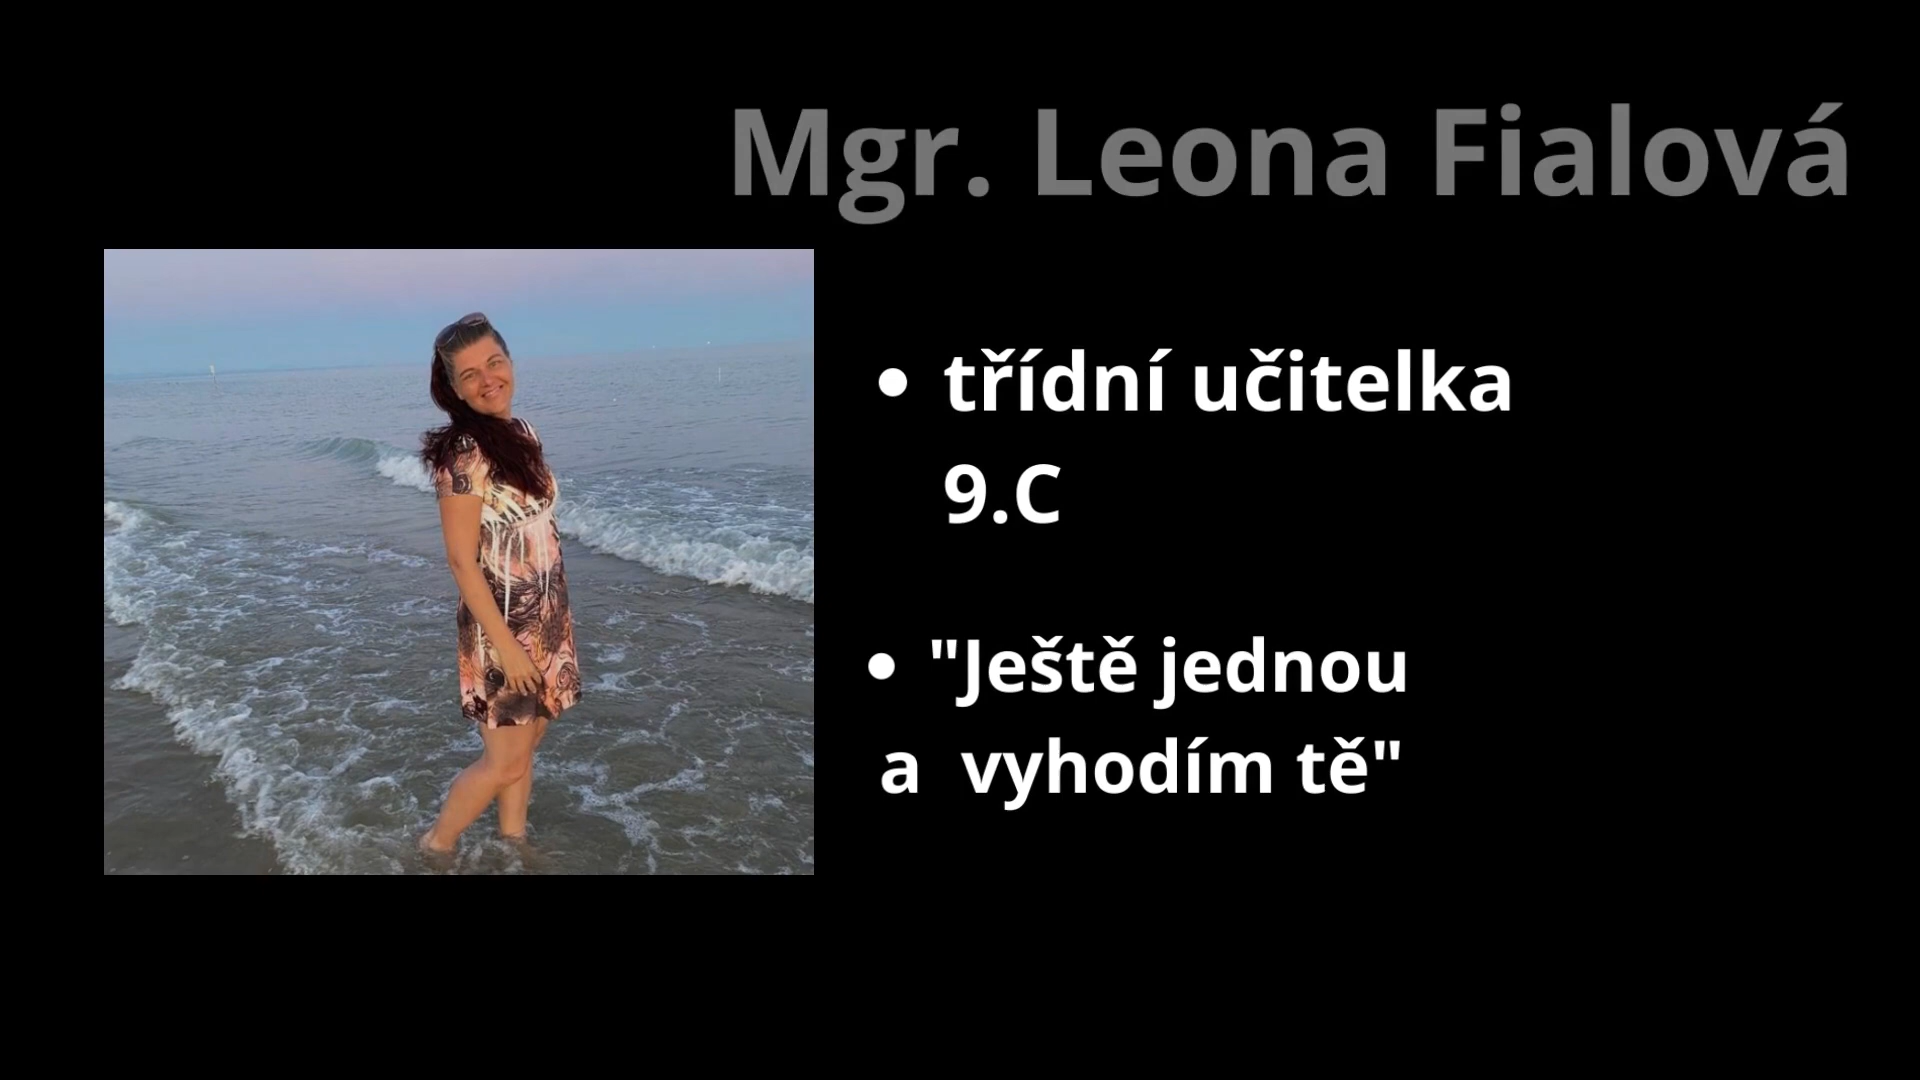 Mgr. Leona Fialová
• třídní učitelka
9.C
• "Ještě jednou
a  vyhodím tě"